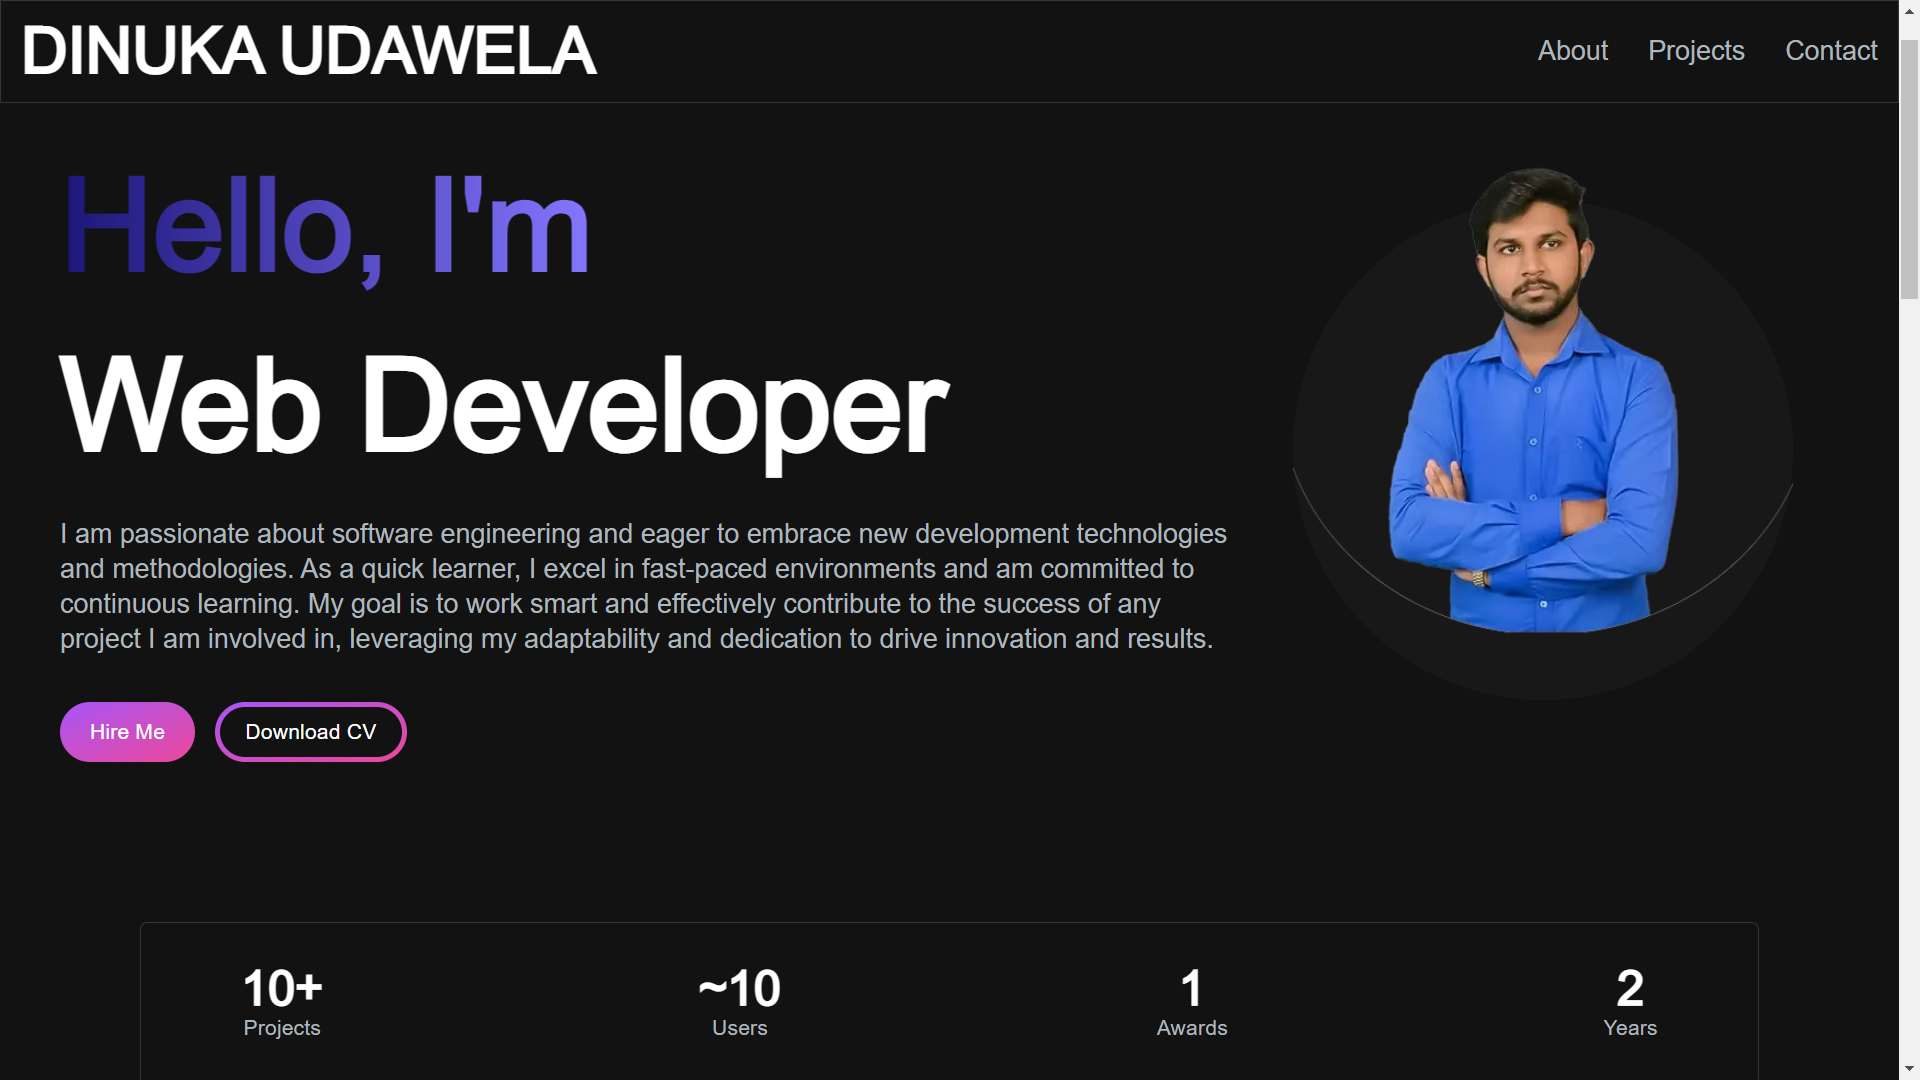 DINUKA UDAWELA
About
Projects
Contact
Hello, I'm
Web Developer
I am passionate about software engineering and eager to embrace new development technologies
and methodologies. As a quick learner, I excel in fast-paced environments and am committed to
continuous learning. My goal is to work smart and effectively contribute to the success of any
project I am involved in, leveraging my adaptability and dedication to drive innovation and results.
Hire Me
Download CV
10+
Projects
~10
Users
1
Awards
2
Years